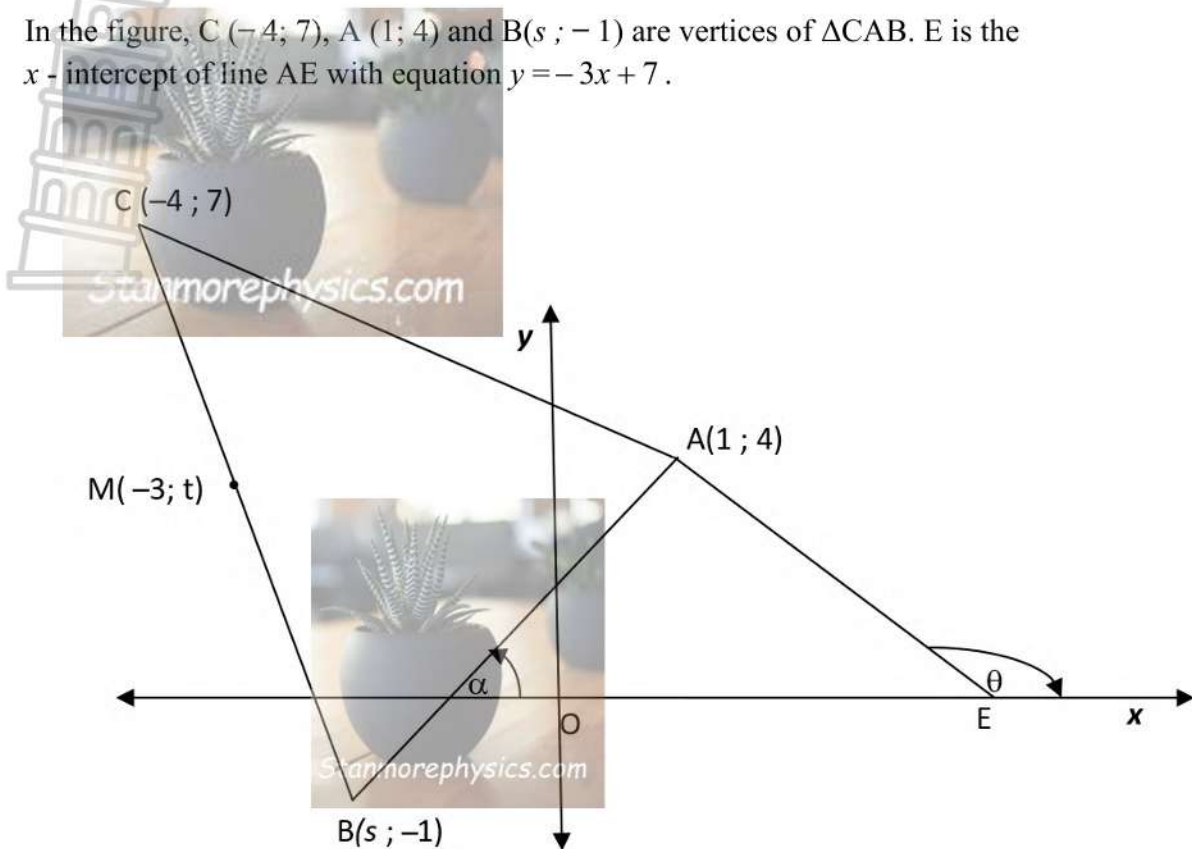 In the figure, C (− 4; 7), A (1; 4) and B(s ; − 1) are vertices of ΔCAB. E is the
x - intercept of line AE with equation y = − 3x + 7 .
C (−4 ; 7)
Stanmorephysics.com
y
A(1 ; 4)
M( −3; t)
α
θ
O
E
x
Stanmorephysics.com
B(s ; −1)